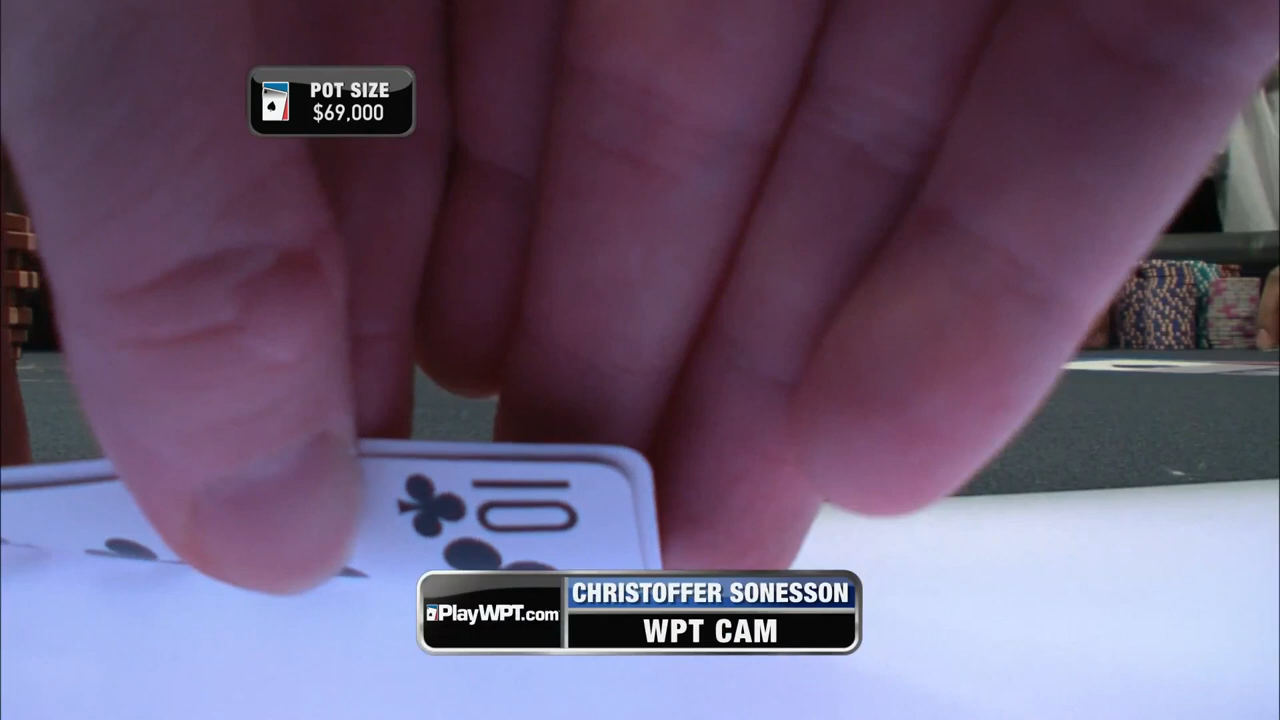 POT SIZE
$69,000
10
CHRISTOFFER SONESSON
PlayWPT.com
WPT CAM